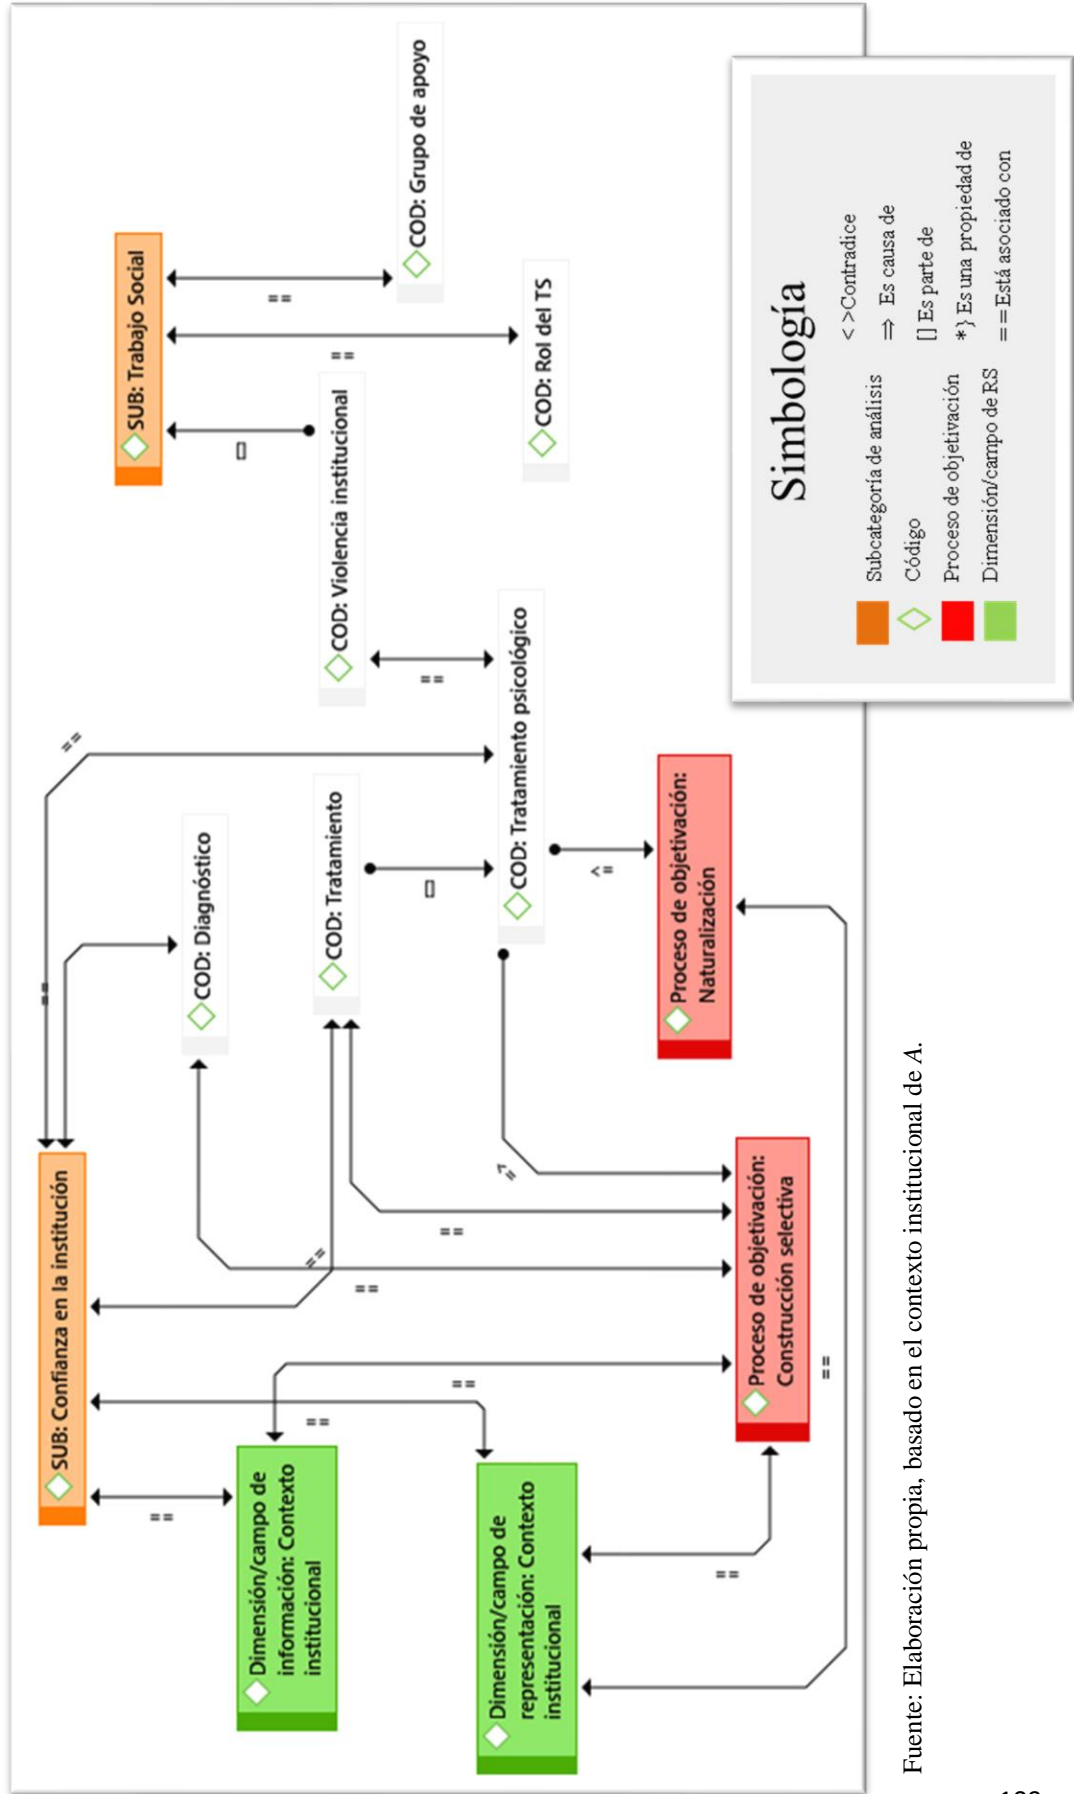 SUB: Confianza en la institución
==
==
SUB: Trabajo Social
COD: Diagnóstico
==
==
[]
==
Dimensión/campo de
información: Contexto
institucional
==
==
COD: Tratamiento
COD: Violencia institucional
COD: Grupo de apoyo
==
==
==
[]
==
Dimensión/campo de
representación: Contexto
institucional
=>
COD: Tratamiento psicológico
COD: Rol del TS
=>
==
Proceso de objetivación:
Naturalización
Proceso de objetivación:
Construcción selectiva
==
Simbología
Subcategoría de análisis
Código
Proceso de objetivación
Dimensión/campo de RS
< >Contradice
⇒ Es causa de
[] Es parte de
*} Es una propiedad de
==Está asociado con
Fuente: Elaboración propia, basado en el contexto institucional de A.